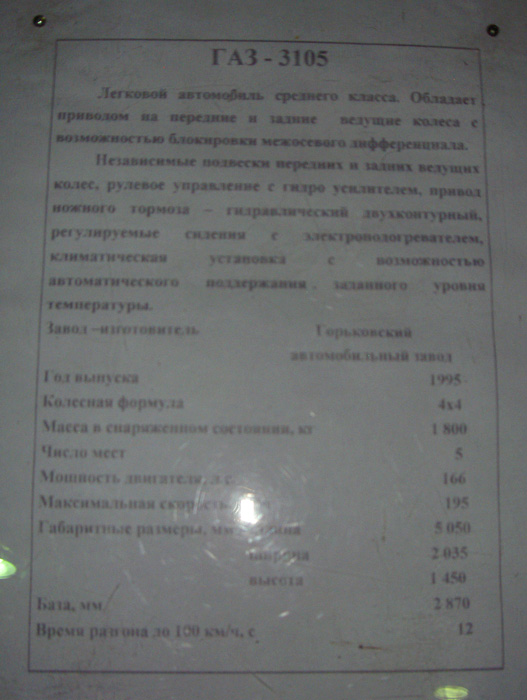 ГАЗ - 3105
Легковой автомобиль среднего класса. Обладает
приводом на передние и задние ведущие колеса с
возможностью блокировки межосевого дифференциала.
Независимые подвески передних и задних ведущих
колес, рулевое управление с гидро усилителем, привод
ножного тормоза – гидравлический двухконтурный,
регулируемые сидения с электроподогревателем,
климатическая установка с возможностью
автоматического поддержания заданного уровня
температуры.
Завод –изготовитель Горьковский
автомобильный завод
Год выпуска 1995
Колесная формула 4х4
Масса в снаряженном состоянии, кг 1 800
Число мест 5
Мощность двигателя, л с 166
Максимальная скорость, 195
Габаритные размеры, мм длина 5 050
ширина 2 035
высота 1 450
База, мм 2 870
Время разгона до 100 км/ч, с 12